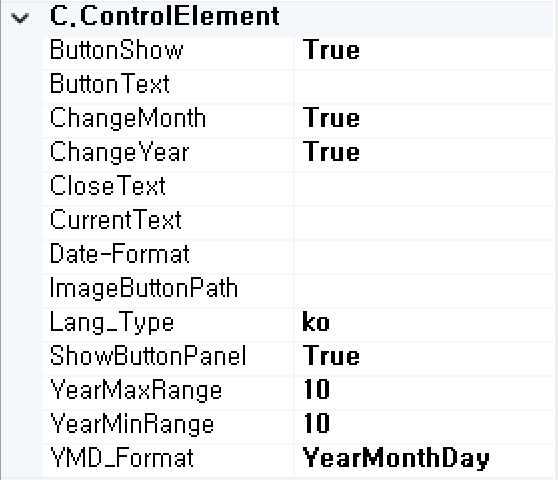 C.ControlElement
ButtonShow True
ButtonText
ChangeMonth True
ChangeYear True
CloseText
CurrentText
Date-Format
ImageButtonPath
Lang_Type ko
ShowButtonPanel True
YearMaxRange 10
YearMinRange 10
YMD_Format YearMonthDay